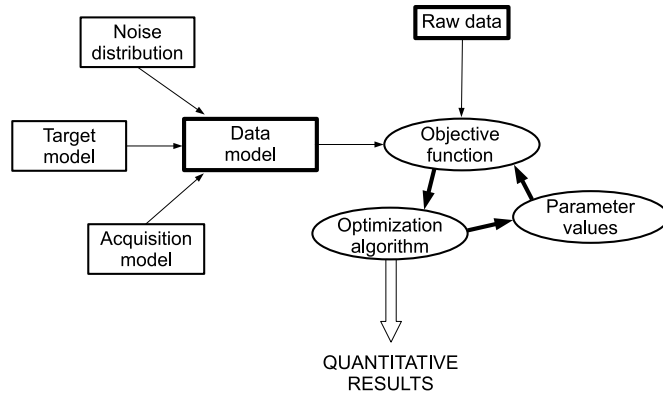 Noise
distribution
Raw data
Target
model
Data
model
Objective
function
Acquisition
model
Optimization
algorithm
Parameter
values
QUANTITATIVE
RESULTS